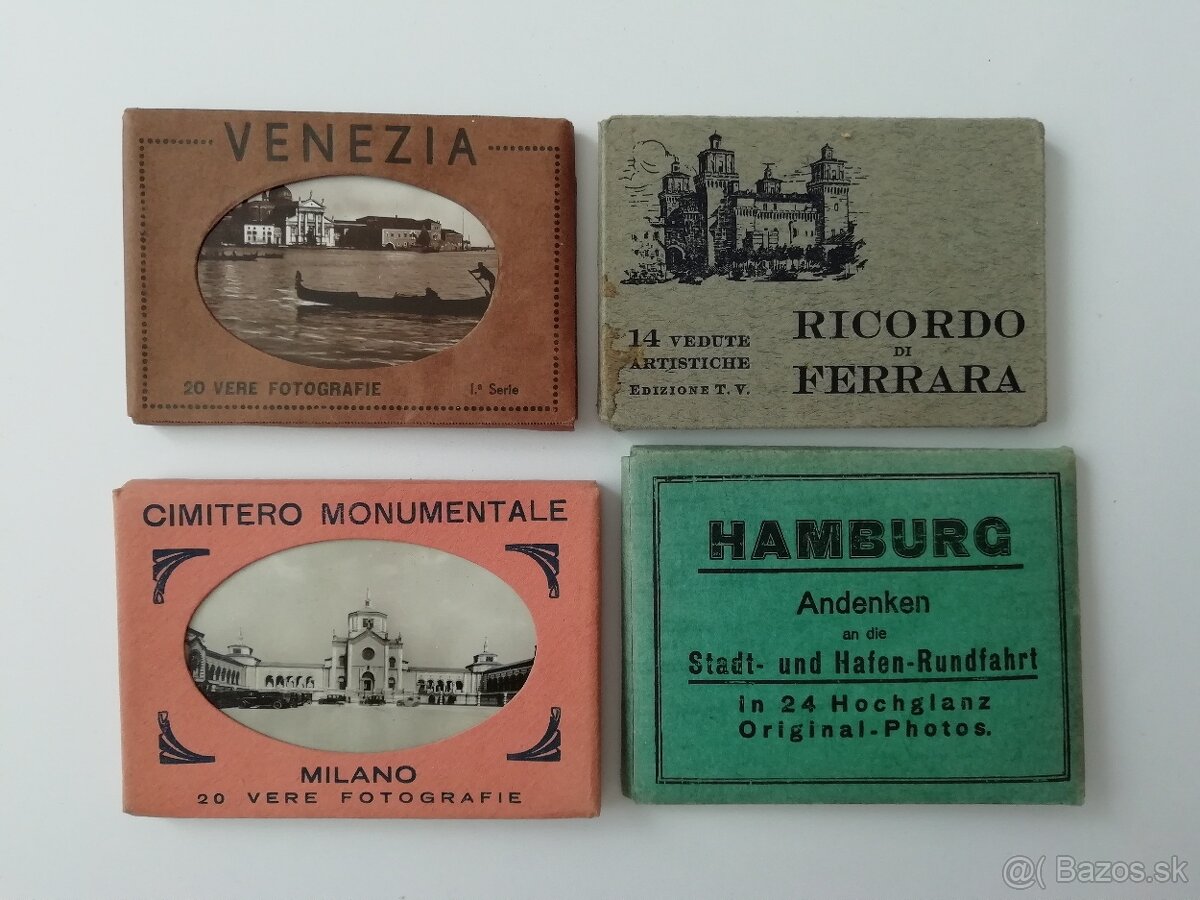 VENEZIA
20 VERE FOTOGRAFIE
I.ª Serie
14 VEDUTE
ARTISTICHE
EDIZIONE T. V.
RICORDO
DI
FERRARA
CIMITERO MONUMENTALE
MILANO
20 VERE FOTOGRAFIE
HAMBURG
Andenken
an die
Stadt- und Hafen-Rundfahrt
in 24 Hochglanz
Original-Photos.
@( Bazos.sk